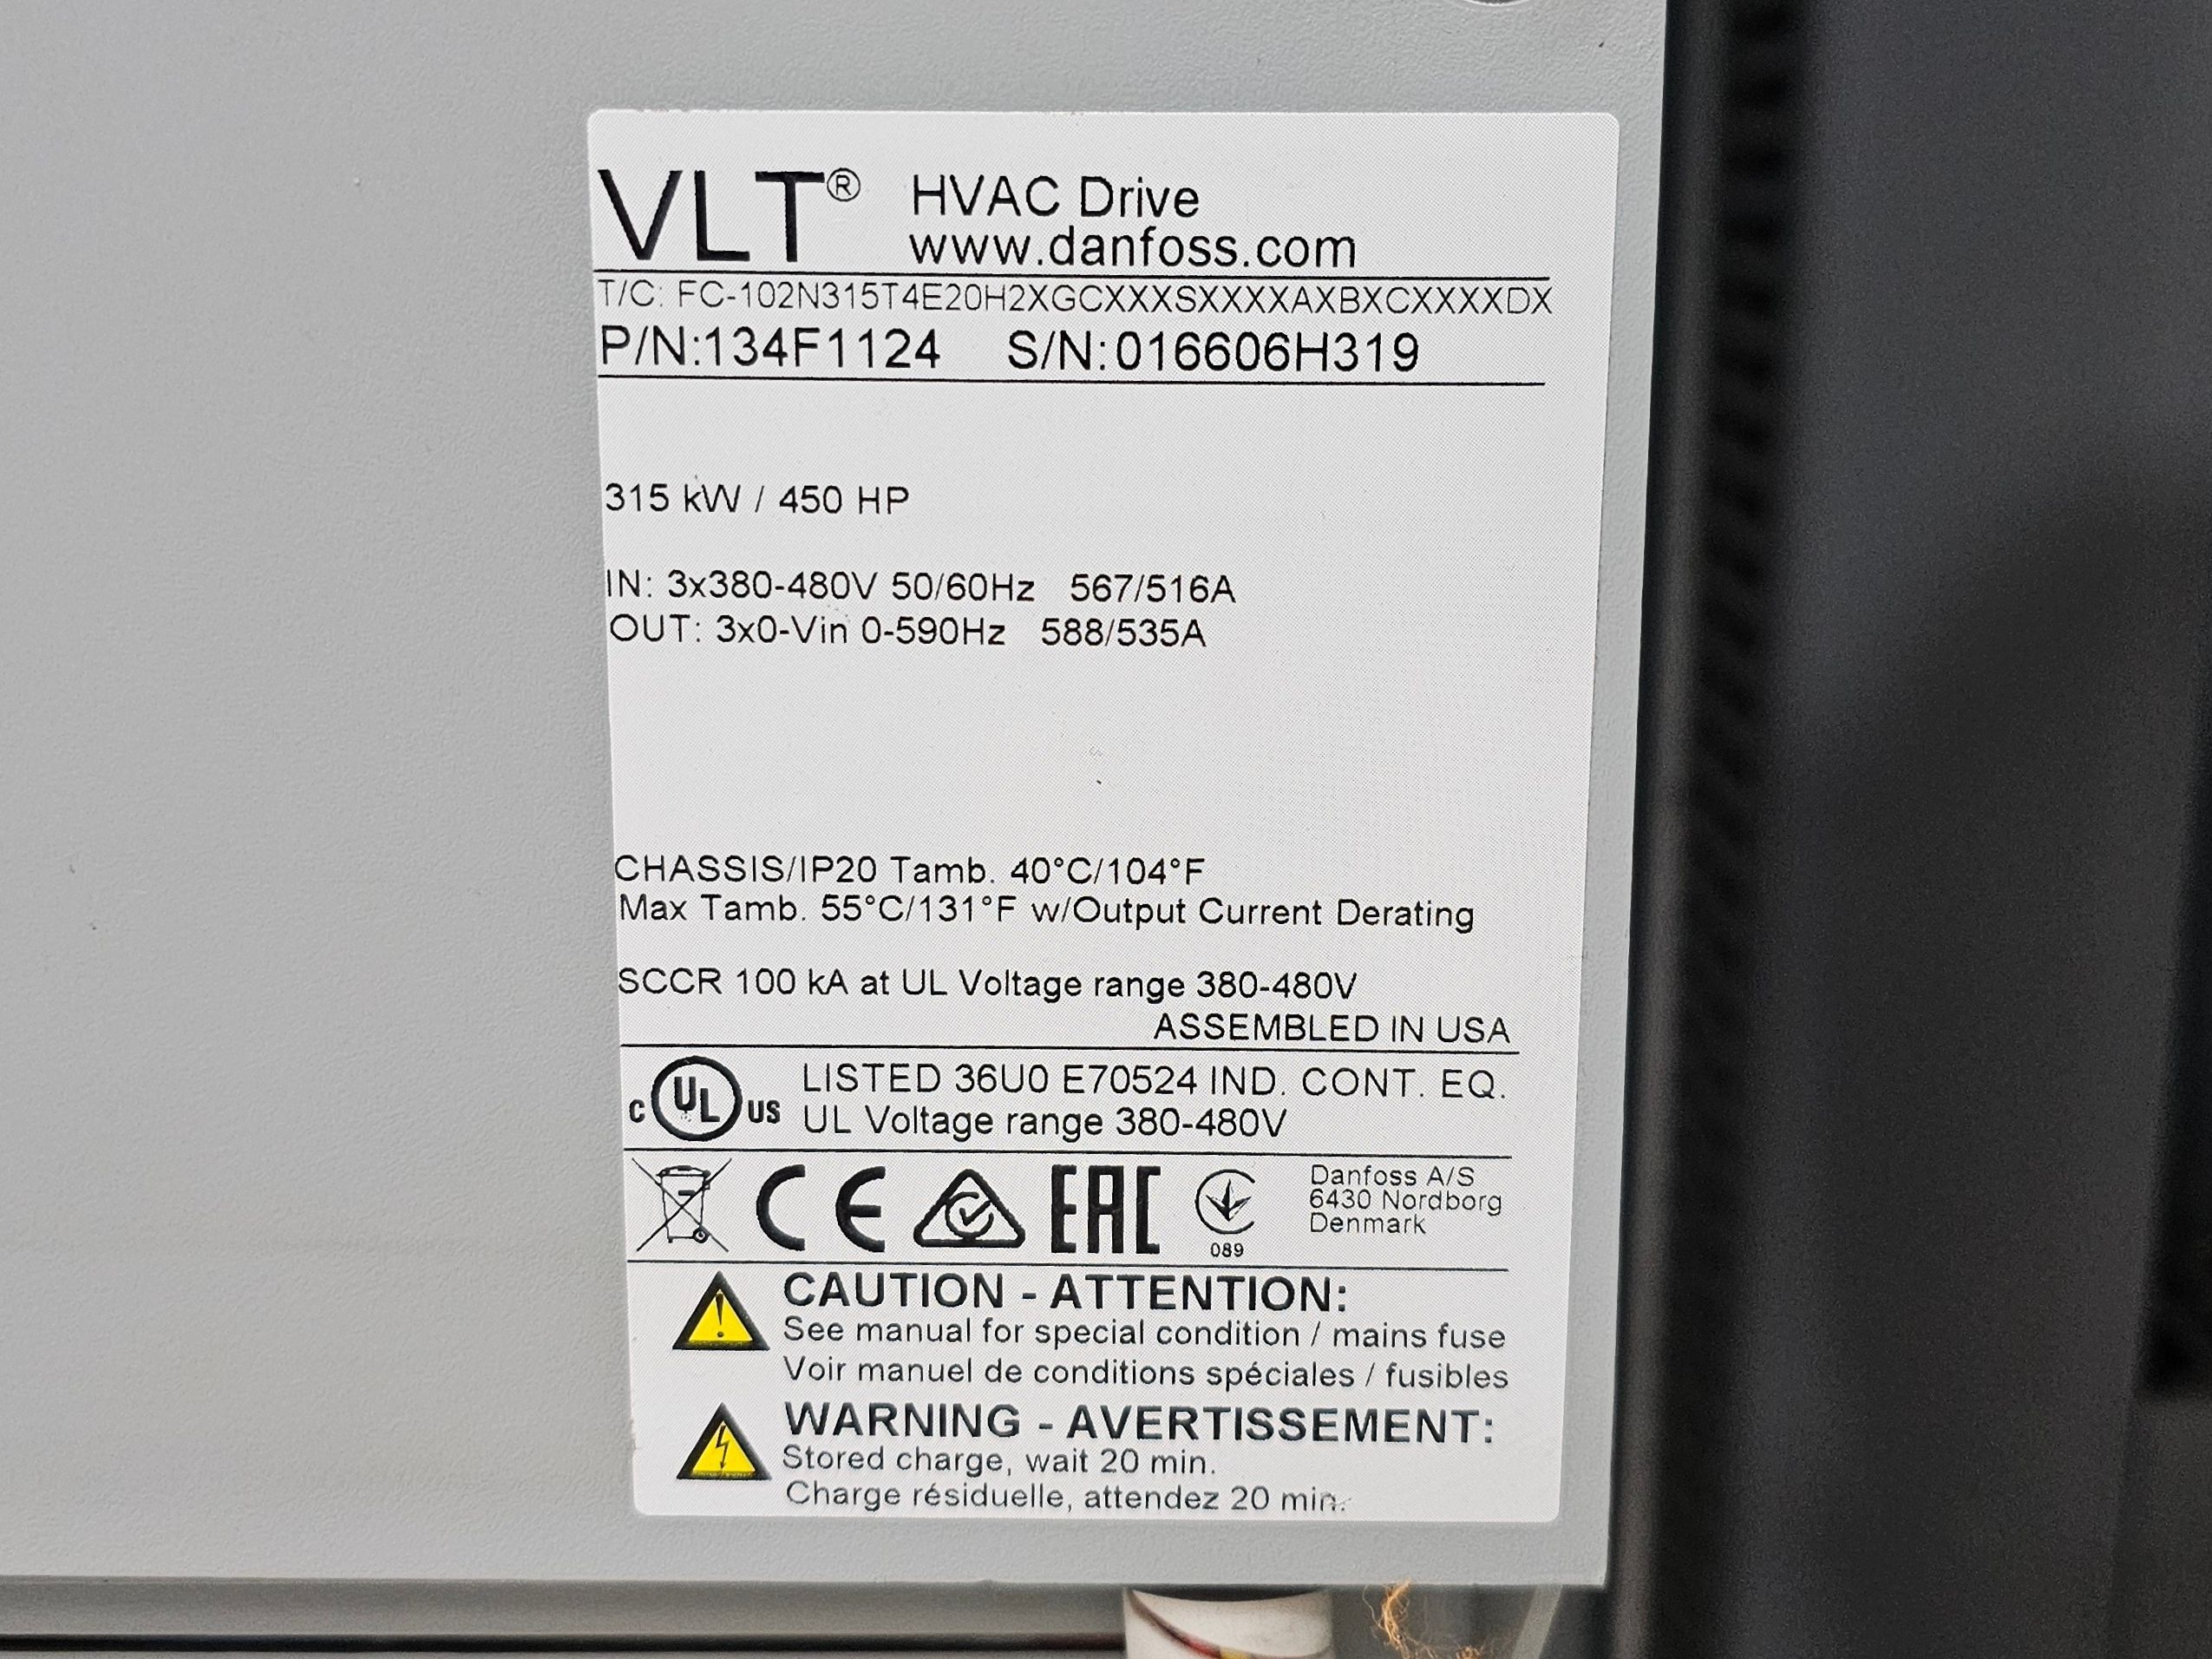 VLT® HVAC Drive
www.danfoss.com
T/C: FC-102N315T4E20H2XGCXXXSXXXXAXBXCXXXXDX
P/N:134F1124 S/N:016606H319
315 kW / 450 HP
IN: 3x380-480V 50/60Hz 567/516A
OUT: 3x0-Vin 0-590Hz 588/535A
CHASSIS/IP20 Tamb. 40°C/104°F
Max Tamb. 55°C/131°F w/Output Current Derating
SCCR 100 kA at UL Voltage range 380-480V
ASSEMBLED IN USA
C UL US LISTED 36U0 E70524 IND. CONT. EQ.
UL Voltage range 380-480V
CE EAC
089
Danfoss A/S
6430 Nordborg
Denmark
CAUTION - ATTENTION:
See manual for special condition / mains fuse
Voir manuel de conditions spéciales / fusibles
WARNING - AVERTISSEMENT:
Stored charge, wait 20 min.
Charge résiduelle, attendez 20 min.